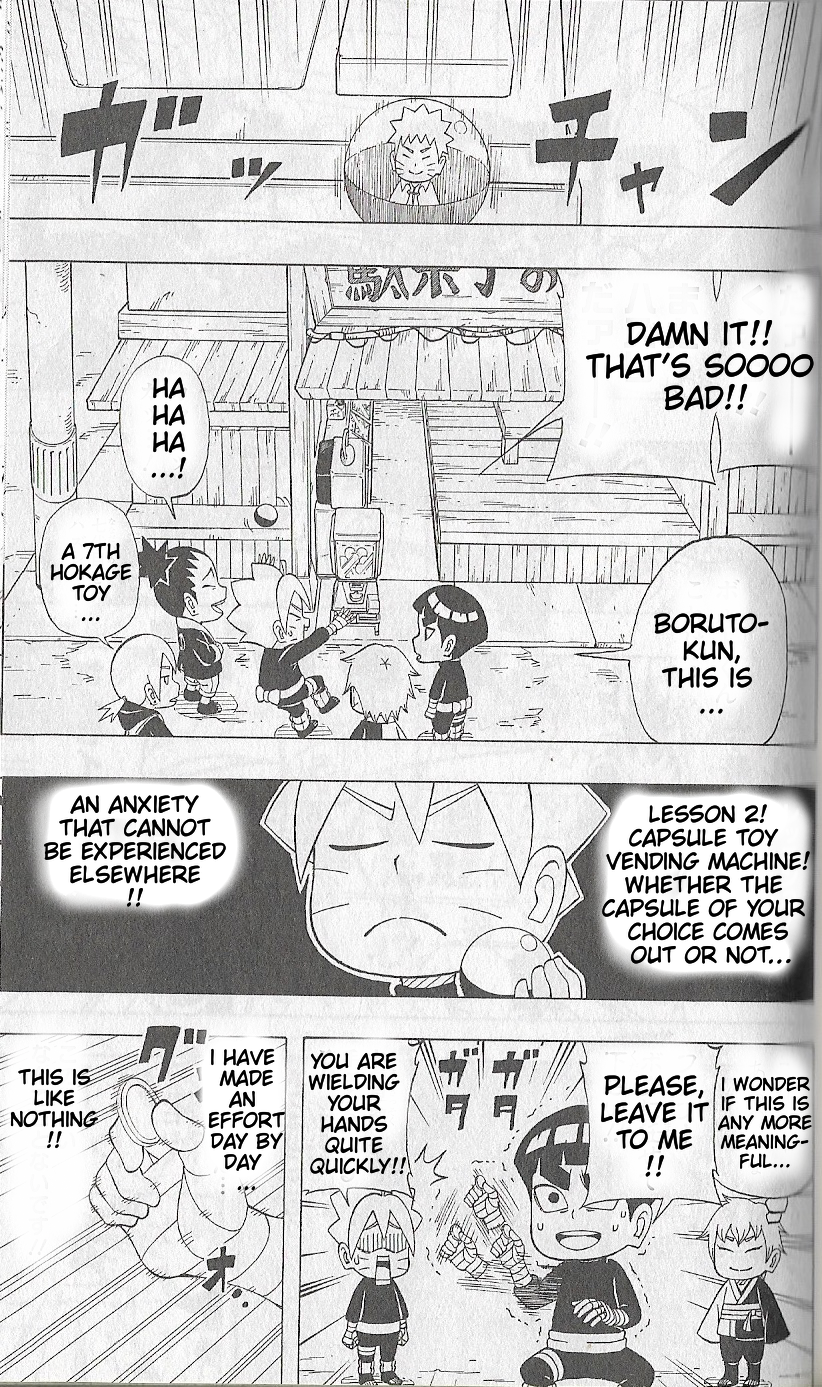 ガッチャン
駄菓子の
DAMN IT!!
THAT'S SOOOO
BAD!!
HA
HA
HA
...!
A 7TH
HOKAGE
TOY
...
BORUTO-
KUN,
THIS IS
...
LESSON 2!
CAPSULE TOY
VENDING MACHINE!
WHETHER THE
CAPSULE OF YOUR
CHOICE COMES
OUT OR NOT...
AN ANXIETY
THAT CANNOT
BE EXPERIENCED
ELSEWHERE
!!
I WONDER
IF THIS IS
ANY MORE
MEANING-
FUL...
PLEASE,
LEAVE IT
TO ME
!!
ガタ
ガタ
YOU ARE
WIELDING
YOUR
HANDS
QUITE
QUICKLY!!
I HAVE
MADE
AN
EFFORT
DAY BY
DAY
...
グ
オ..
THIS IS
LIKE
NOTHING
!!